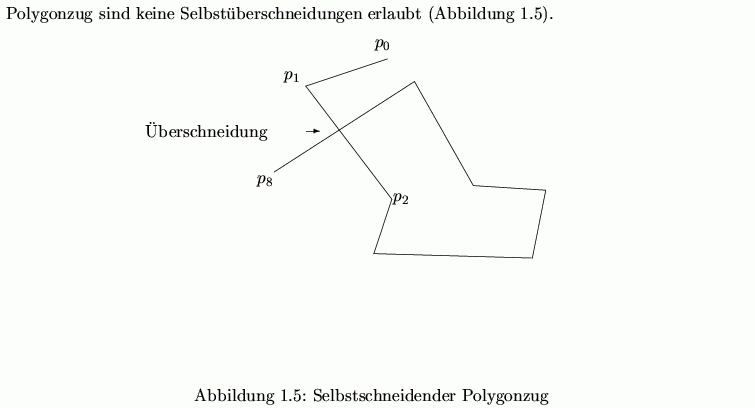 Polygonzug sind keine Selbstüberschneidungen erlaubt (Abbildung 1.5).
p0
p1
Überschneidung
p8
p2
Abbildung 1.5: Selbstschneidender Polygonzug